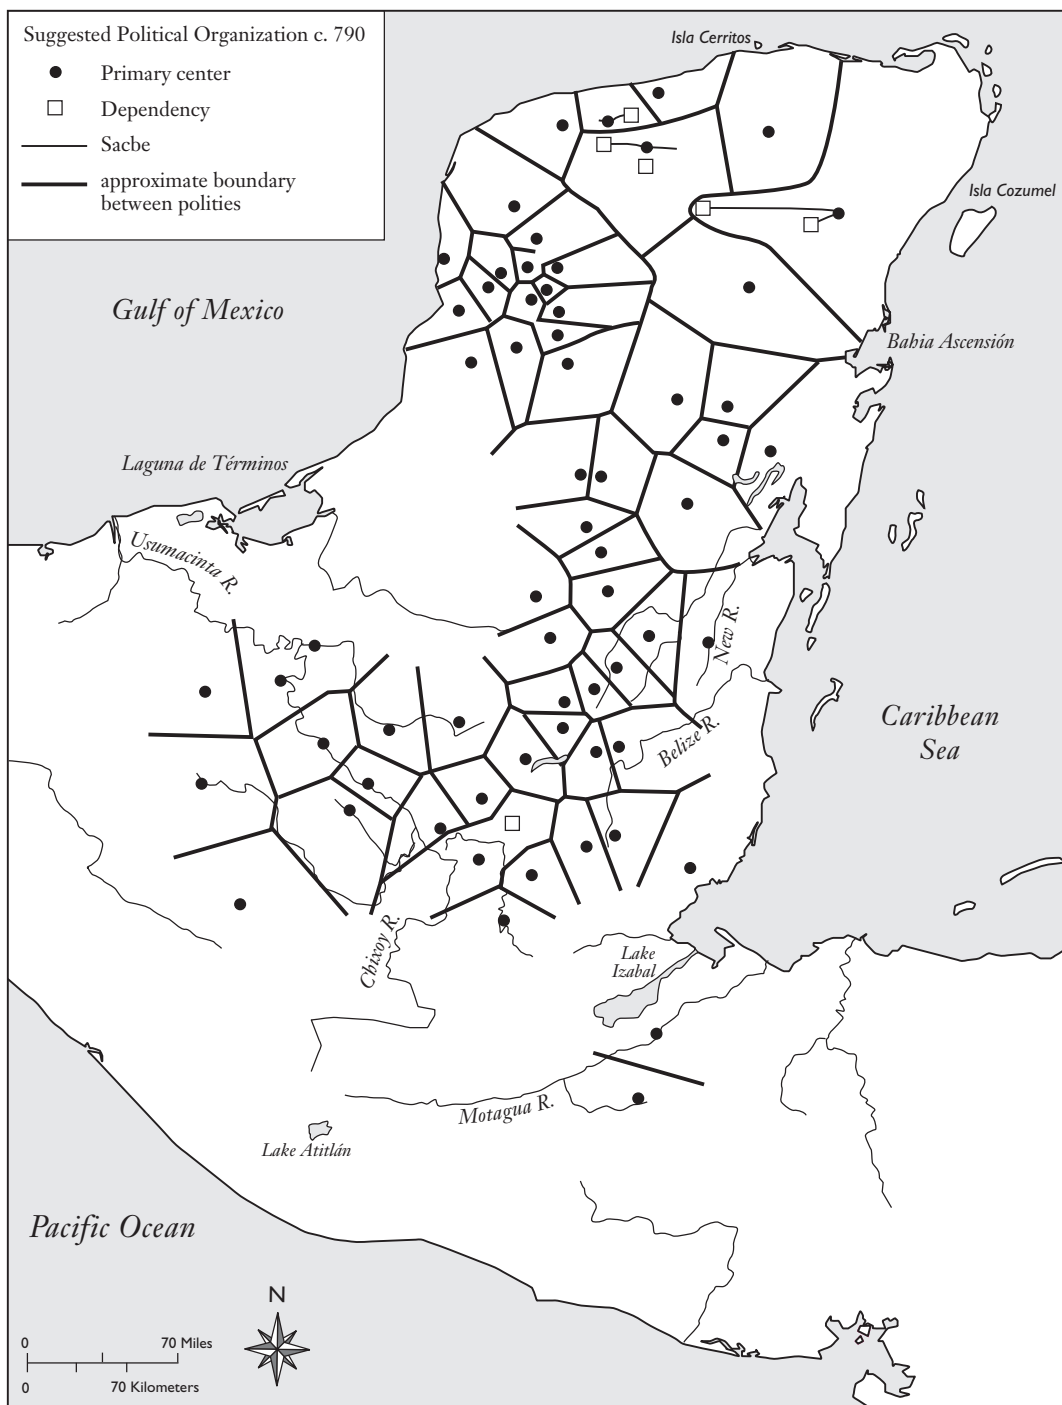 Suggested Political Organization c. 790
Primary center
Dependency
Sacbe
approximate boundary
between polities
Isla Cerritos
Isla Cozumel
Gulf of Mexico
Bahia Ascensión
Laguna de Términos
Usumacinta R.
New R.
Caribbean
Sea
Belize R.
Chixoy R.
Lake
Izabal
Motagua R.
Lake Atitlán
Pacific Ocean
N
0 70 Miles
0 70 Kilometers